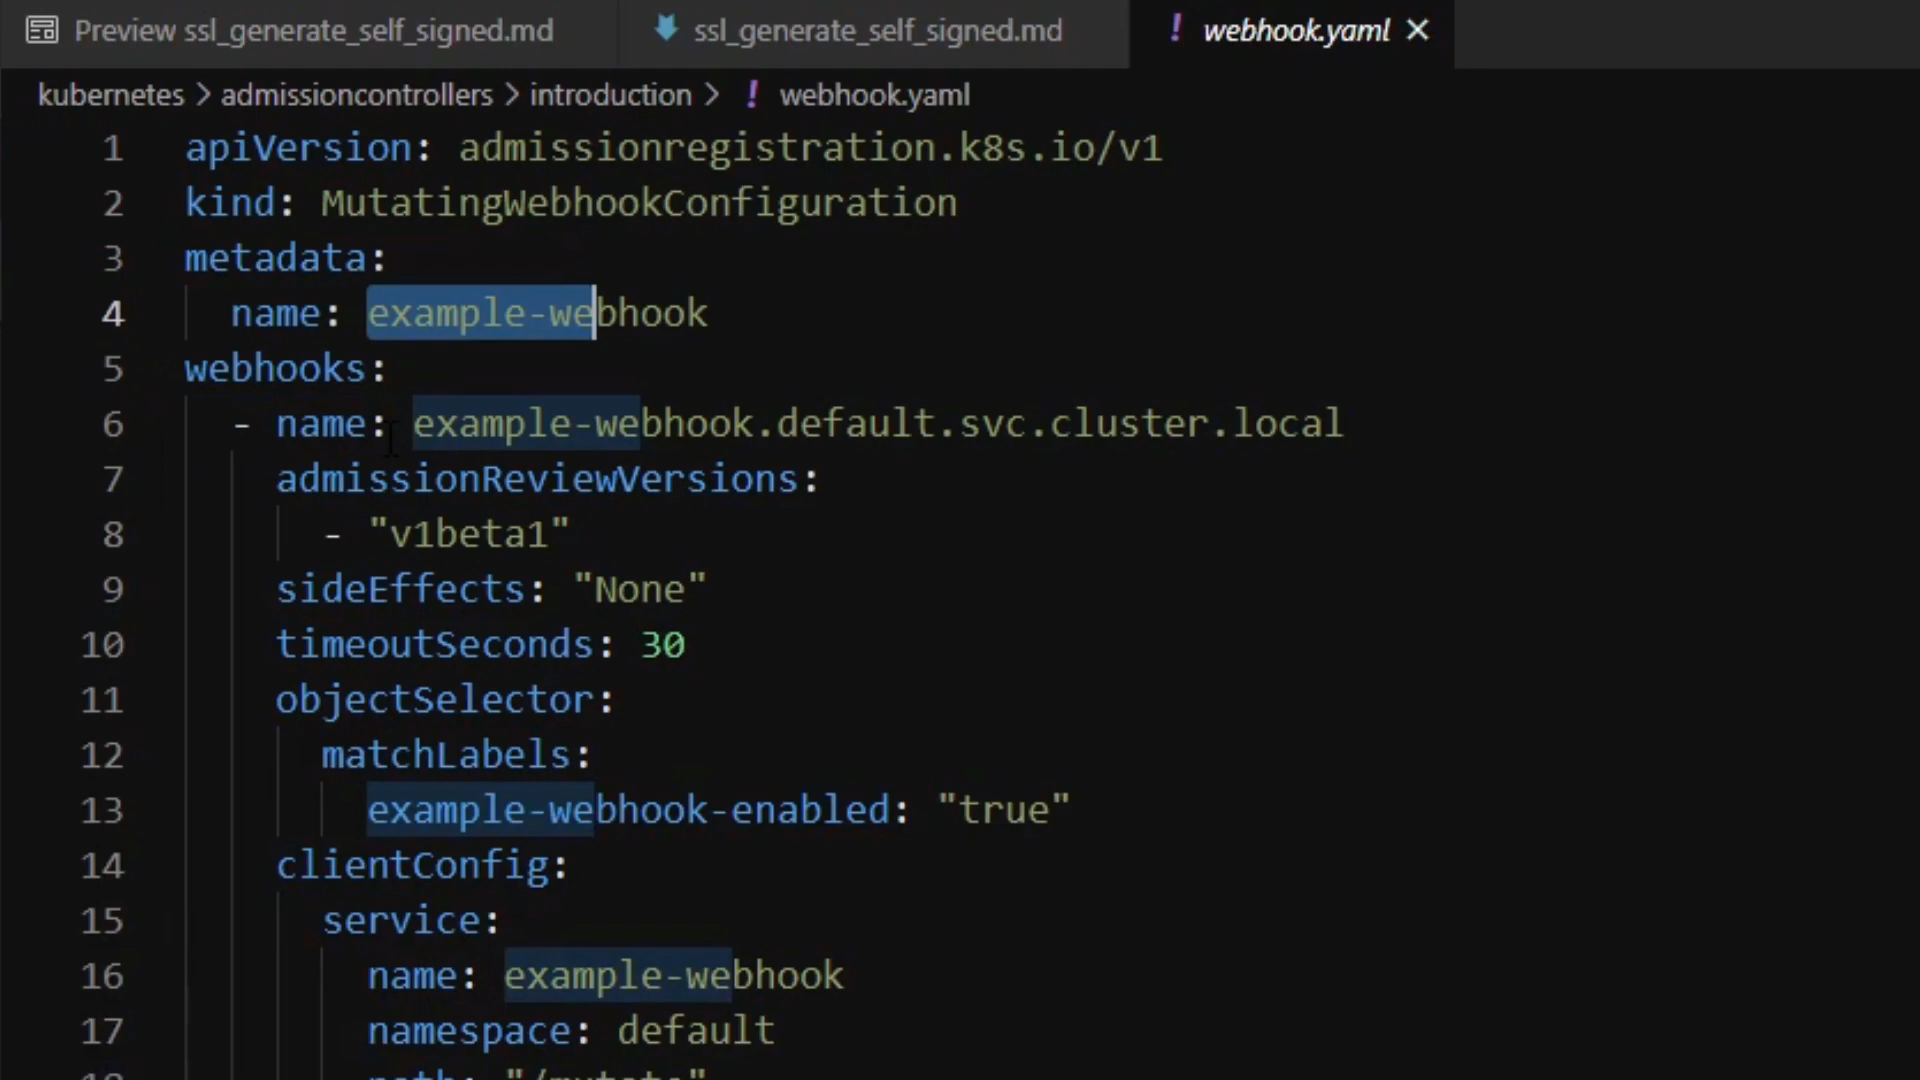 Preview ssl_generate_self_signed.md ssl_generate_self_signed.md ! webhook.yaml
kubernetes > admissioncontrollers > introduction > ! webhook.yaml
1 apiVersion: admissionregistration.k8s.io/v1
2 kind: MutatingWebhookConfiguration
3 metadata:
4 name: example-webhook
5 webhooks:
6 - name: example-webhook.default.svc.cluster.local
7 admissionReviewVersions:
8 - "v1beta1"
9 sideEffects: "None"
10 timeoutSeconds: 30
11 objectSelector:
12 matchLabels:
13 example-webhook-enabled: "true"
14 clientConfig:
15 service:
16 name: example-webhook
17 namespace: default
18 path: "/mutate"